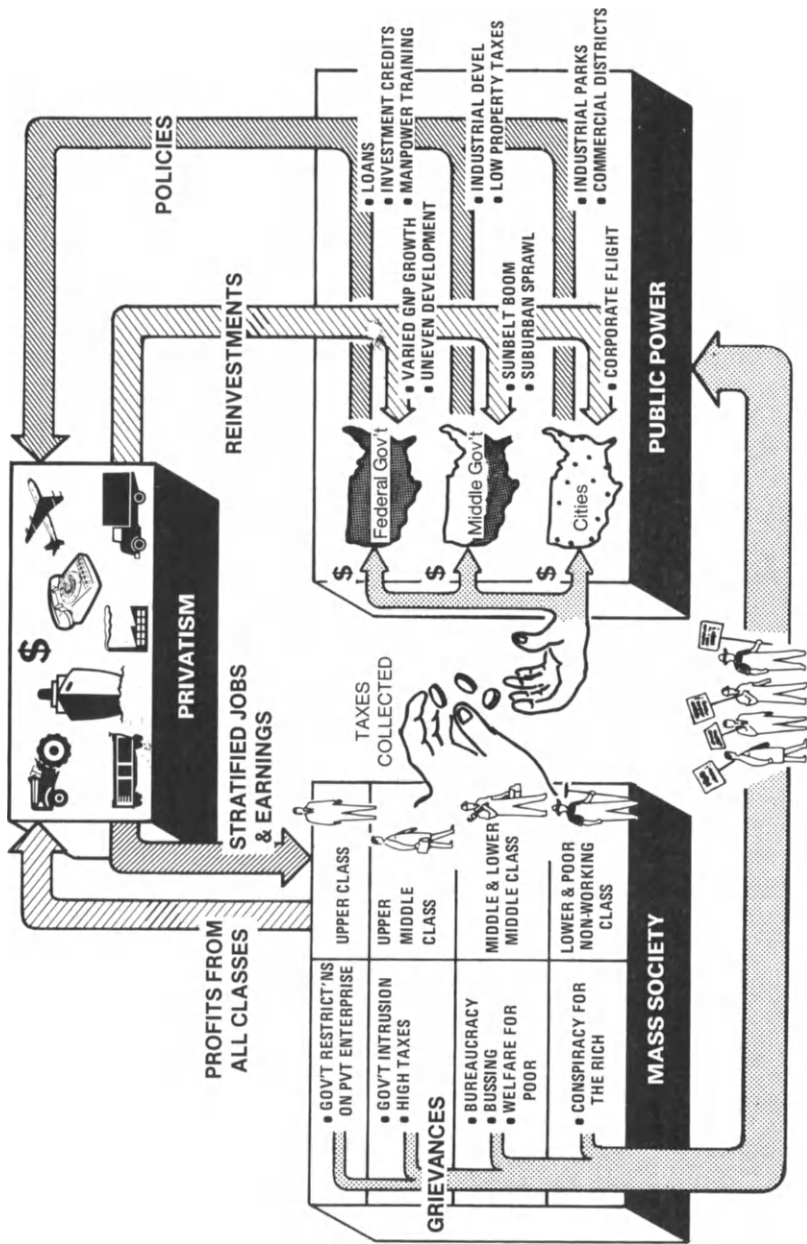 $
PRIVATISM
POLICIES
REINVESTMENTS
PROFITS FROM
ALL CLASSES
STRATIFIED JOBS
& EARNINGS
TAXES
COLLECTED
GRIEVANCES
• GOV'T RESTRICT'NS
ON PVT ENTERPRISE
UPPER CLASS
• GOV'T INTRUSION
• HIGH TAXES
UPPER
MIDDLE
CLASS
• BUREAUCRACY
• BUSSING
• WELFARE FOR
POOR
MIDDLE & LOWER
MIDDLE CLASS
• CONSPIRACY FOR
THE RICH
LOWER & POOR
NON-WORKING
CLASS
MASS SOCIETY
$
Federal Gov't
• LOANS
• INVESTMENT CREDITS
• MANPOWER TRAINING
• VARIED GNP GROWTH
• UNEVEN DEVELOPMENT
$
Middle Gov't
• INDUSTRIAL DEVEL
• LOW PROPERTY TAXES
• SUNBELT BOOM
• SUBURBAN SPRAWL
$
Cities
• INDUSTRIAL PARKS
• COMMERCIAL DISTRICTS
• CORPORATE FLIGHT
PUBLIC POWER